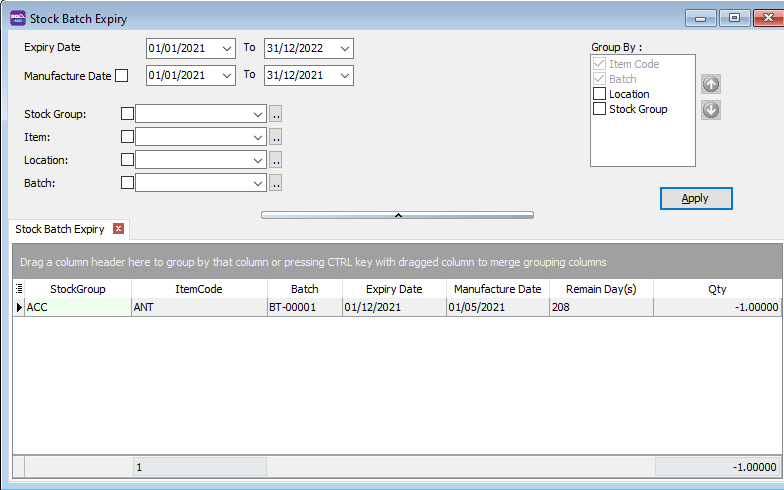 Stock Batch Expiry
Expiry Date 01/01/2021 To 31/12/2022
Manufacture Date 01/01/2021 To 31/12/2021
Stock Group: ..
Item: ..
Location: ..
Batch: ..
Group By :
Item Code
Batch
Location
Stock Group
Apply
Stock Batch Expiry
Drag a column header here to group by that column or pressing CTRL key with dragged column to merge grouping columns
StockGroup ItemCode Batch Expiry Date Manufacture Date Remain Day(s) Qty
ACC ANT BT-00001 01/12/2021 01/05/2021 208 -1.00000
1 -1.00000